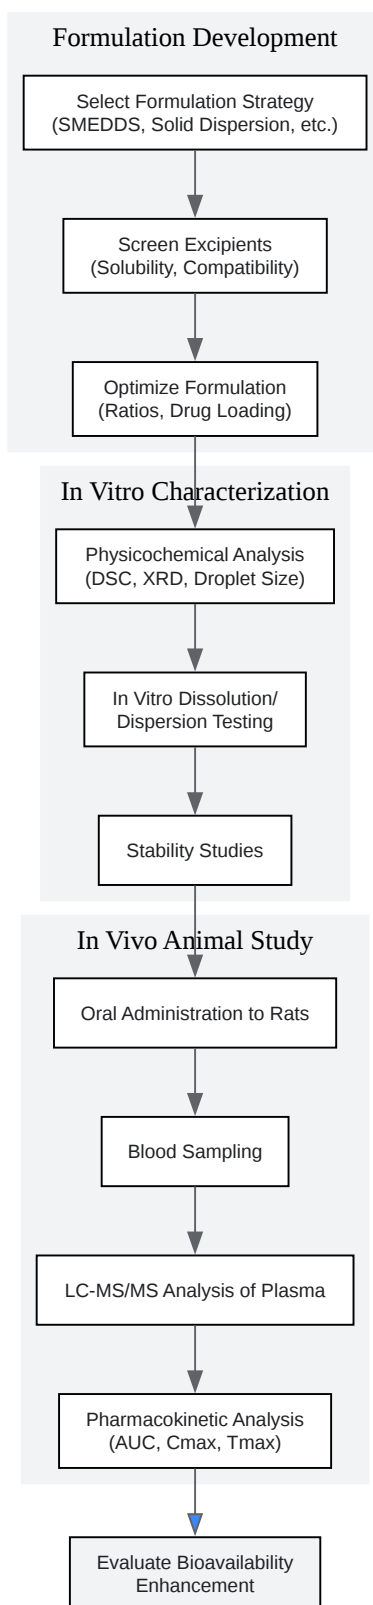 Formulation Development
Select Formulation Strategy
(SMEDDS, Solid Dispersion, etc.)
Screen Excipients
(Solubility, Compatibility)
Optimize Formulation
(Ratios, Drug Loading)
In Vitro Characterization
Physicochemical Analysis
(DSC, XRD, Droplet Size)
In Vitro Dissolution/
Dispersion Testing
Stability Studies
In Vivo Animal Study
Oral Administration to Rats
Blood Sampling
LC-MS/MS Analysis of Plasma
Pharmacokinetic Analysis
(AUC, Cmax, Tmax)
Evaluate Bioavailability
Enhancement